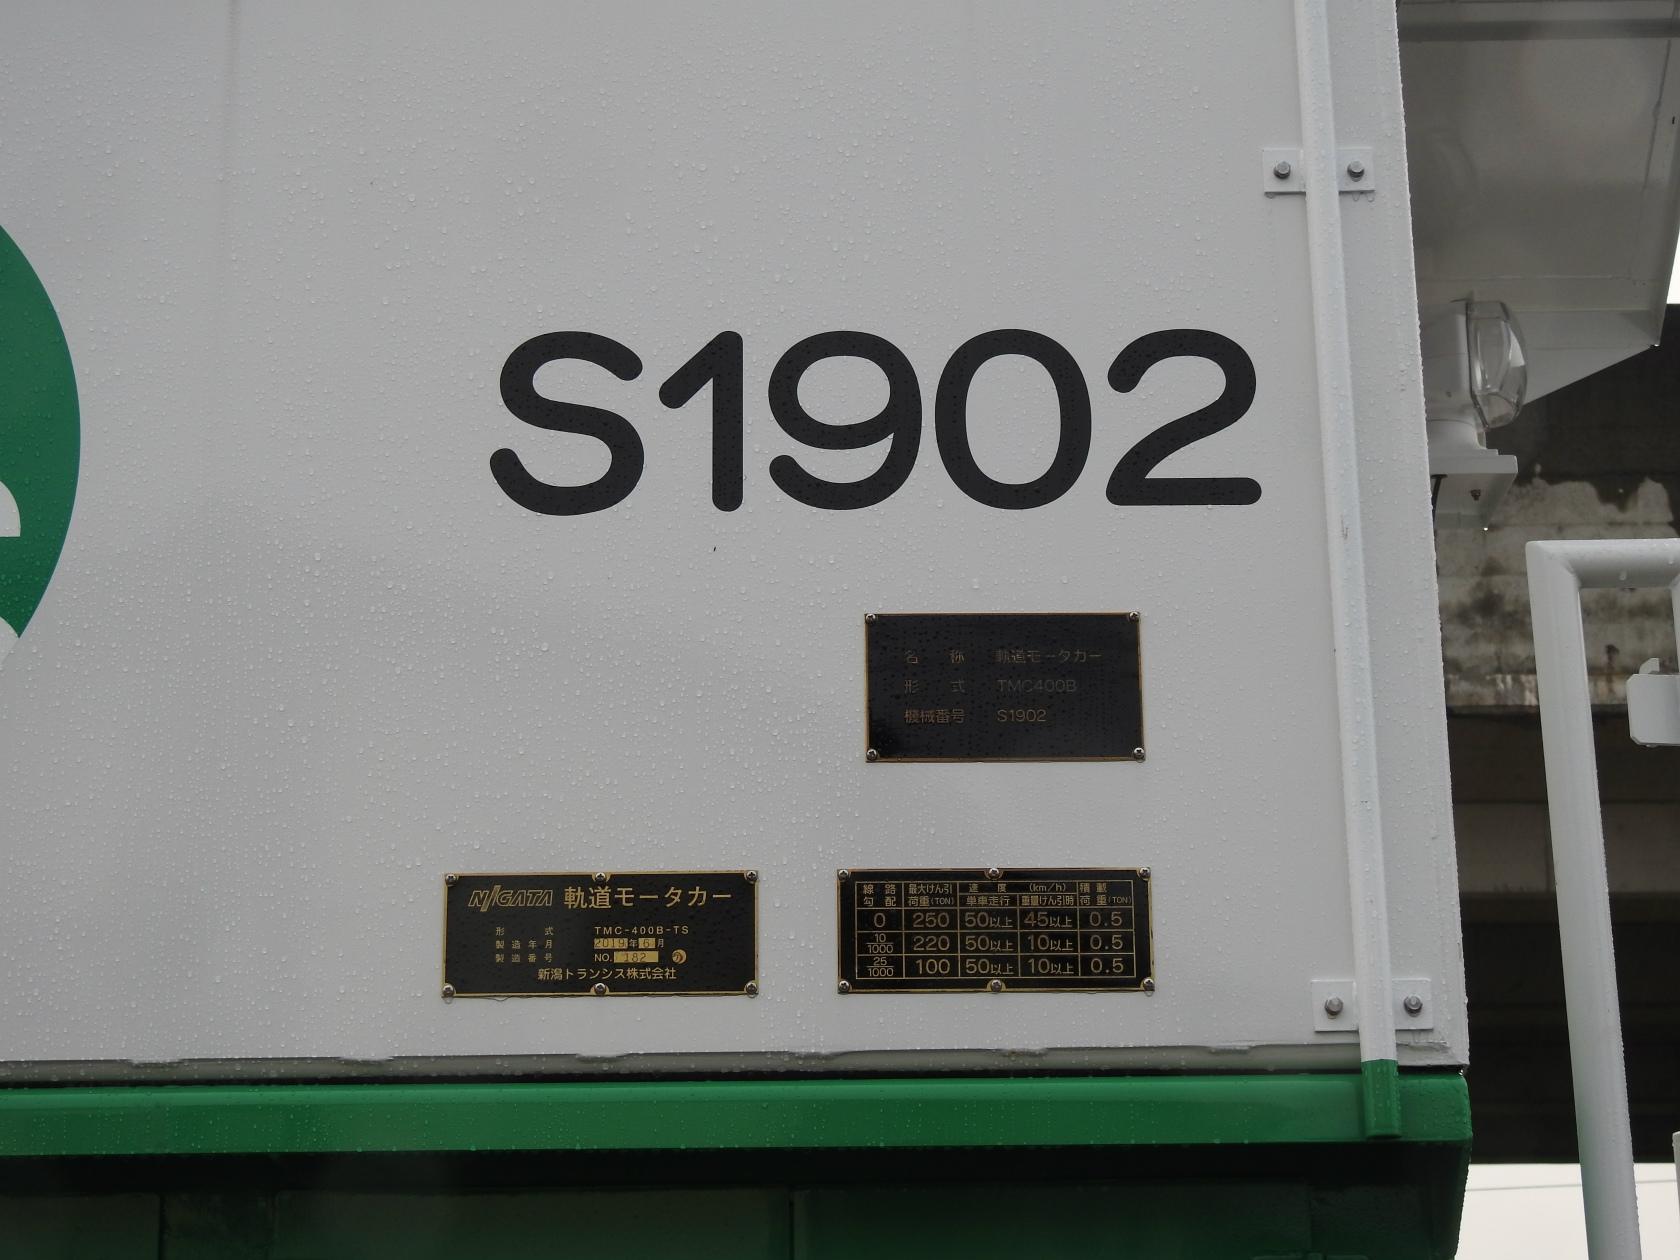 S1902
名 称 軌道モータカー
形 式 TMC400B
機械番号 S1902
NIIGATA 軌道モータカー
形 式 TMC-400B-TS
製造年月 2019年6月
製造番号 NO. 182
新潟トランシス株式会社
線路勾配 最大けん引荷重(TON) 速度 (km/h) 単車走行 重量けん引時 積載荷重(TON)
0 250 50以上 45以上 0.5
10/1000 220 50以上 10以上 0.5
25/1000 100 50以上 10以上 0.5